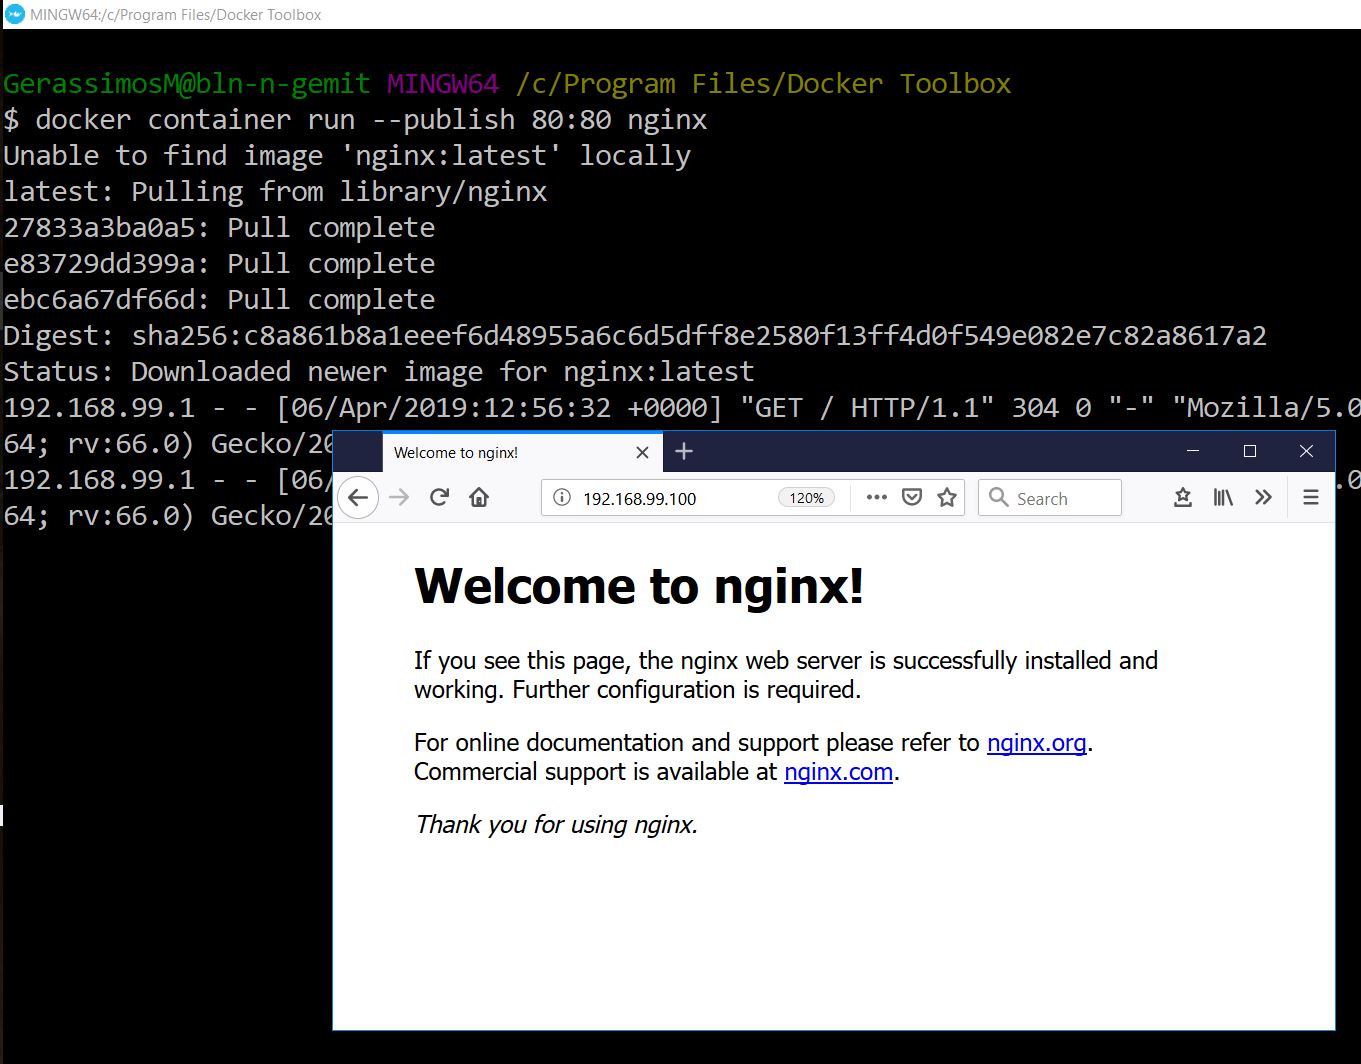 MINGW64:/c/Program Files/Docker Toolbox
GerassimosM@bln-n-gemit MINGW64 /c/Program Files/Docker Toolbox
$ docker container run --publish 80:80 nginx
Unable to find image 'nginx:latest' locally
latest: Pulling from library/nginx
27833a3ba0a5: Pull complete
e83729dd399a: Pull complete
ebc6a67df66d: Pull complete
Digest: sha256:c8a861b8a1eeef6d48955a6c6d5dff8e2580f13ff4d0f549e082e7c82a8617a2
Status: Downloaded newer image for nginx:latest
192.168.99.1 - - [06/Apr/2019:12:56:32 +0000] "GET / HTTP/1.1" 304 0 "-" "Mozilla/5.0
64; rv:66.0) Gecko/20
192.168.99.1 - - [06/
.0
64; rv:66.0) Gecko/20
Welcome to nginx!
192.168.99.100
120%
Search
Welcome to nginx!
If you see this page, the nginx web server is successfully installed and
working. Further configuration is required.
For online documentation and support please refer to nginx.org.
Commercial support is available at nginx.com.
Thank you for using nginx.